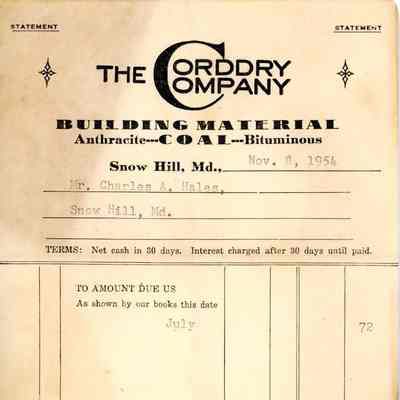 STATEMENT STATEMENT
THE CORDDRY
COMPANY
BUILDING MATERIAL
Anthracite---COAL---Bituminous
Snow Hill, Md., Nov. 8, 1954
Mr. Charles A. Hales,
Snow Hill, Md.
TERMS: Net cash in 30 days. Interest charged after 30 days until paid.
TO AMOUNT DUE US
As shown by our books this date
July 72